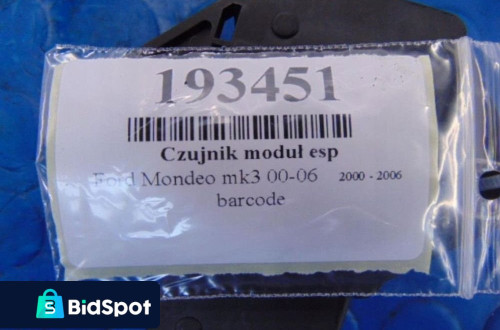 193451
Czujnik moduł esp
Ford Mondeo mk3 00-06 2000 - 2006
barcode
S BidSpot